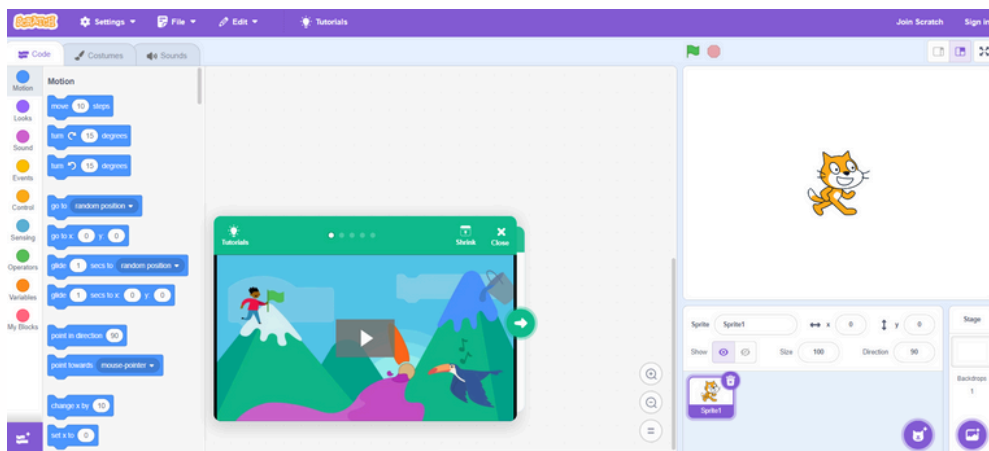 SCRATCH Settings File Edit Tutorials Join Scratch Sign in
Code Costumes Sounds
Motion
Looks
Sound
Events
Control
Sensing
Operators
Variables
My Blocks
Motion
move 10 steps
turn 15 degrees
turn 15 degrees
go to random position
go to x: 0 y: 0
glide 1 secs to random position
glide 1 secs to x: 0 y: 0
point in direction 90
point towards mouse-pointer
change x by 10
set x to 0
Tutorials Shrink Close
Sprite Sprite1 x 0 y 0
Show Size 100 Direction 90
Sprite1
Stage
Backdrops
1